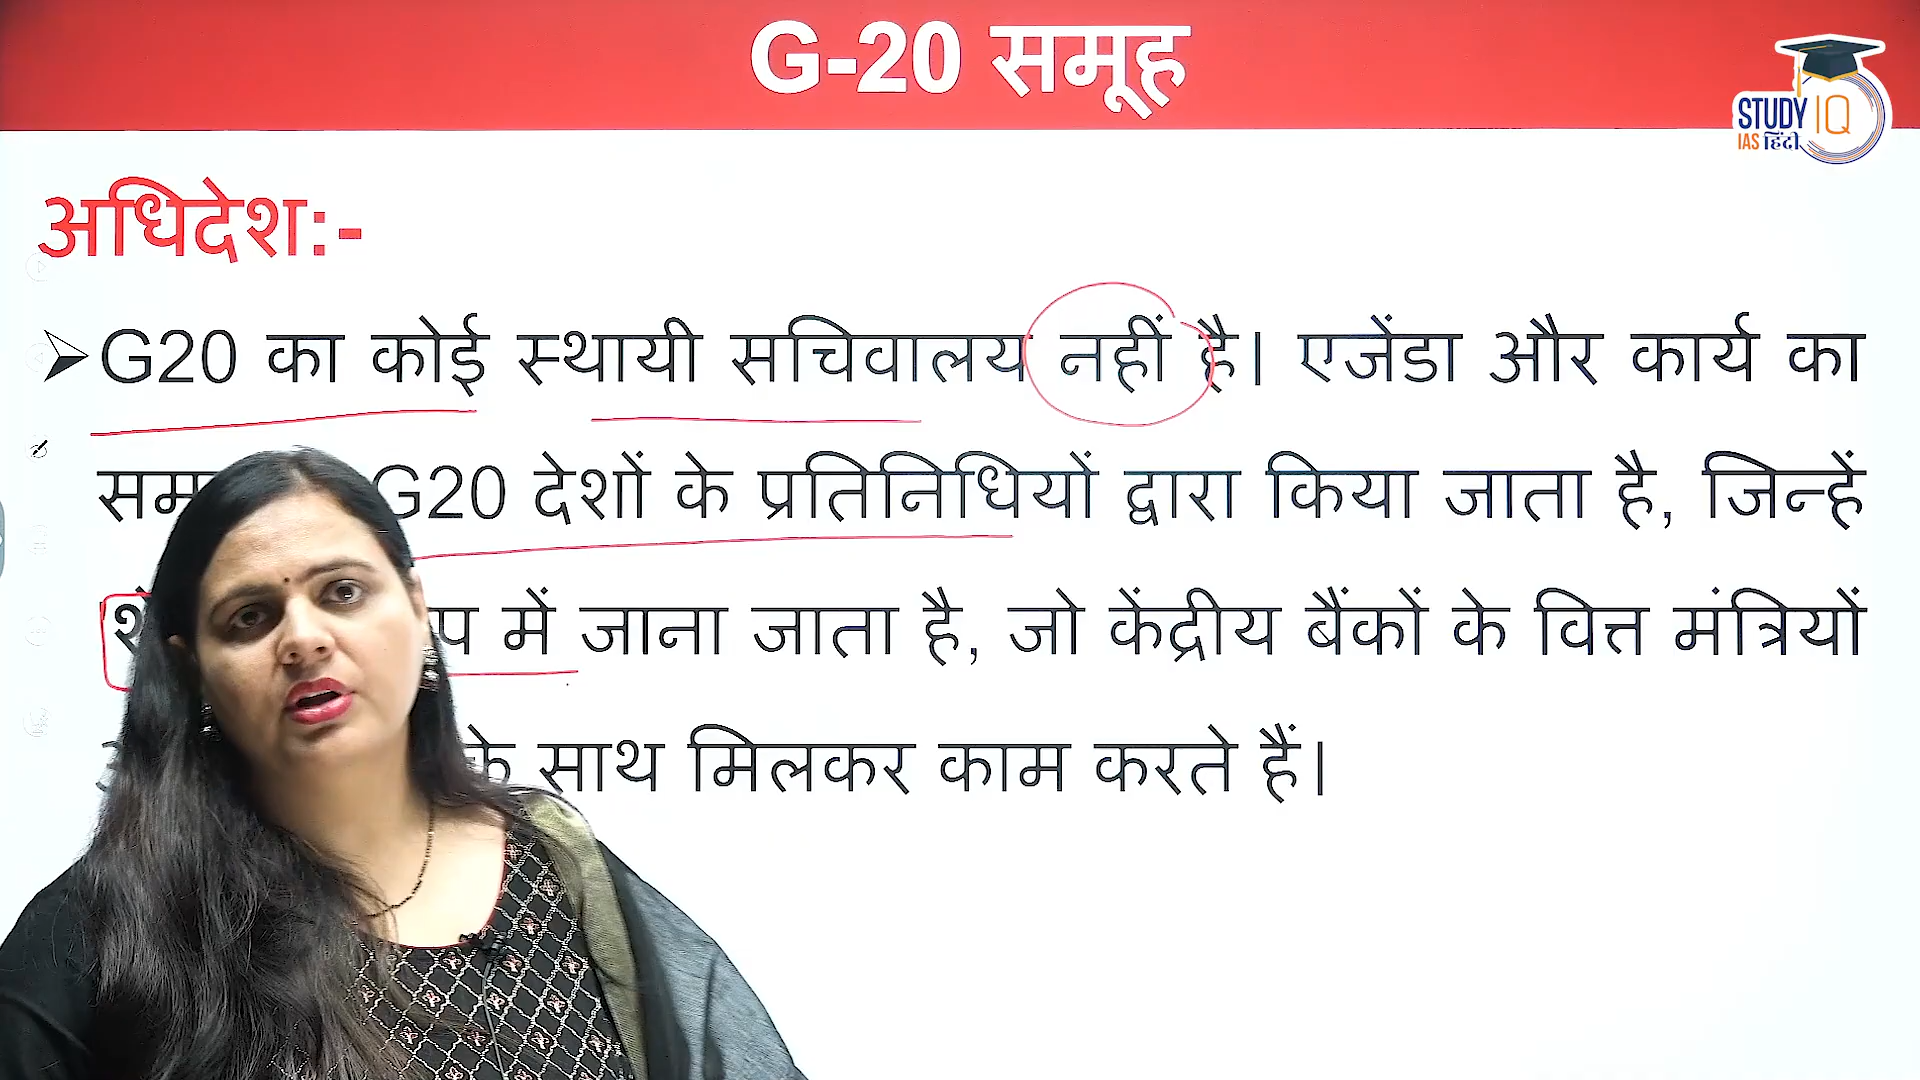 G-20 समूह
STUDY IQ
IAS हिंदी
अधिदेश:-
G20 का कोई स्थायी सचिवालय नहीं है। एजेंडा और कार्य का
G20 देशों के प्रतिनिधियों द्वारा किया जाता है, जिन्हें
में जाना जाता है, जो केंद्रीय बैंकों के वित्त मंत्रियों
के साथ मिलकर काम करते हैं।